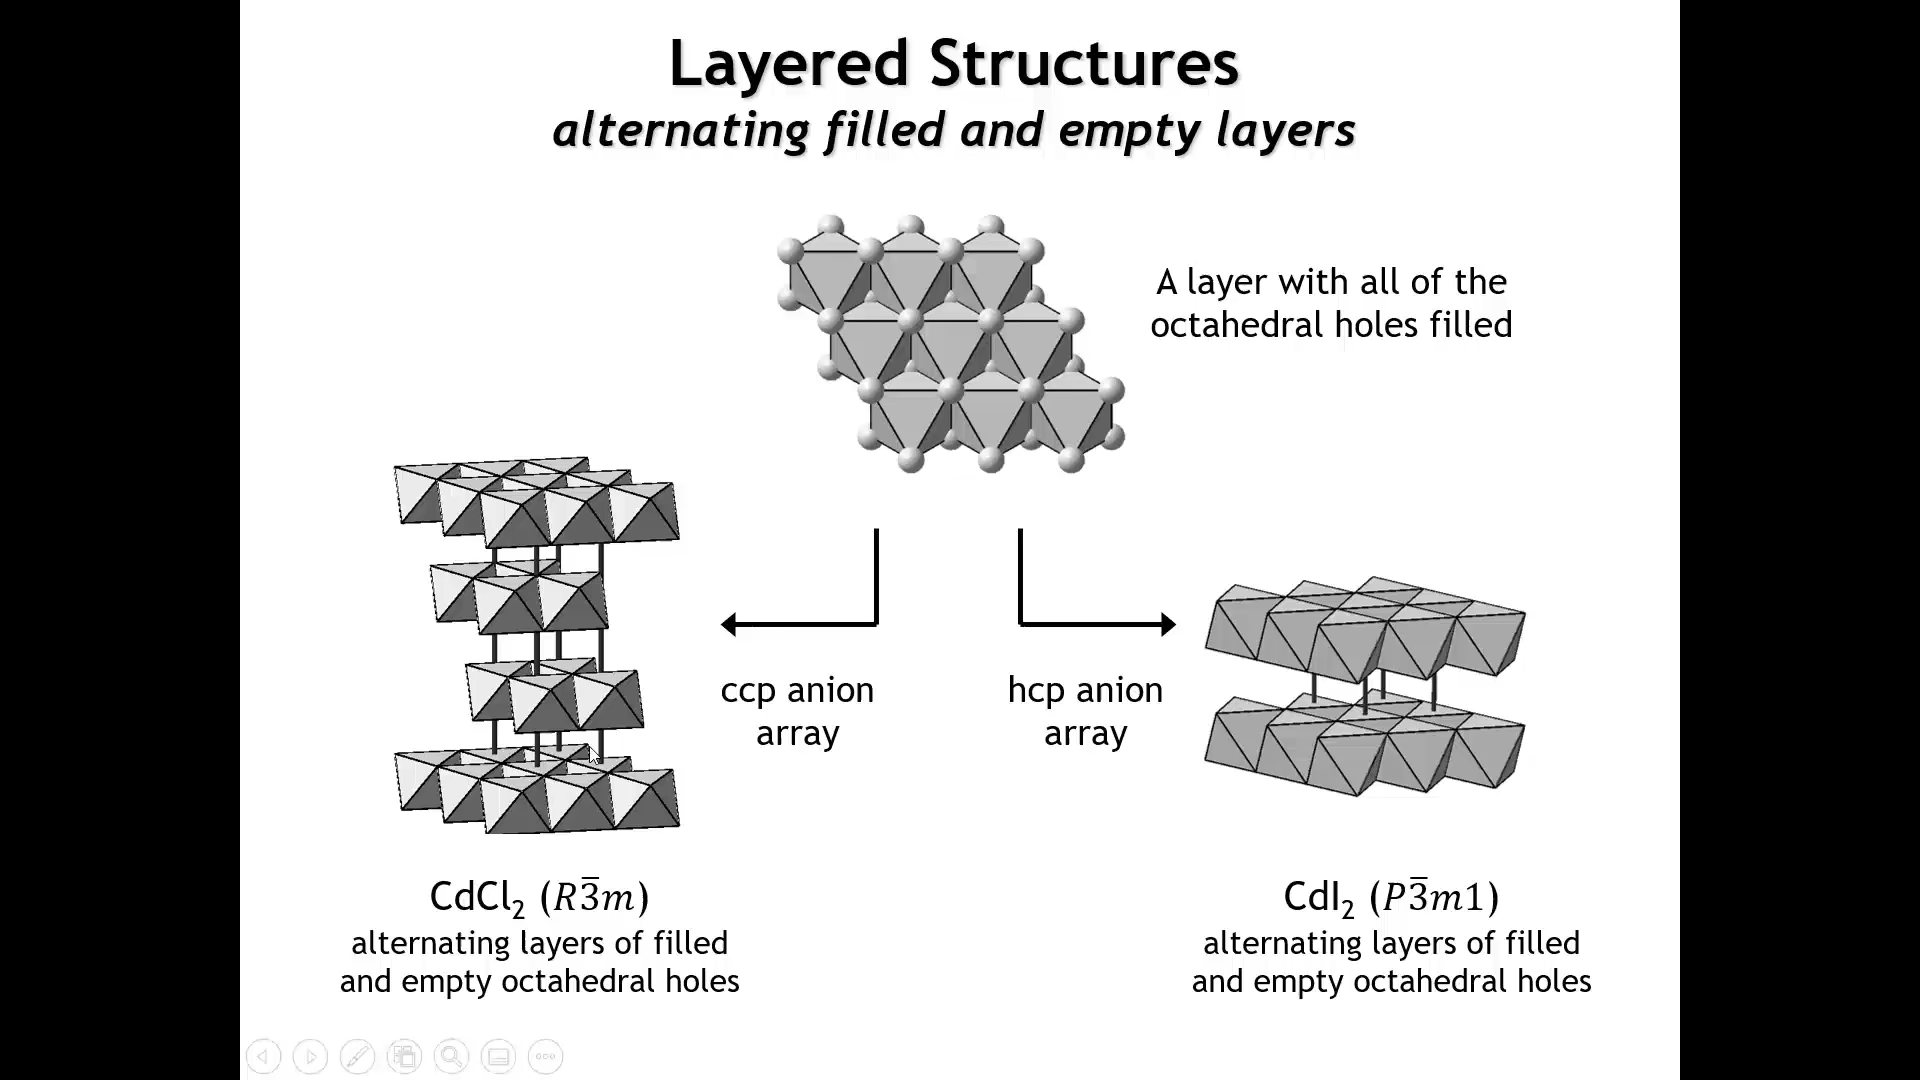 Layered Structures
alternating filled and empty layers
A layer with all of the
octahedral holes filled
ccp anion
array
hcp anion
array
CdCl₂ (R3̅m)
alternating layers of filled
and empty octahedral holes
CdI₂ (P3̅m1)
alternating layers of filled
and empty octahedral holes